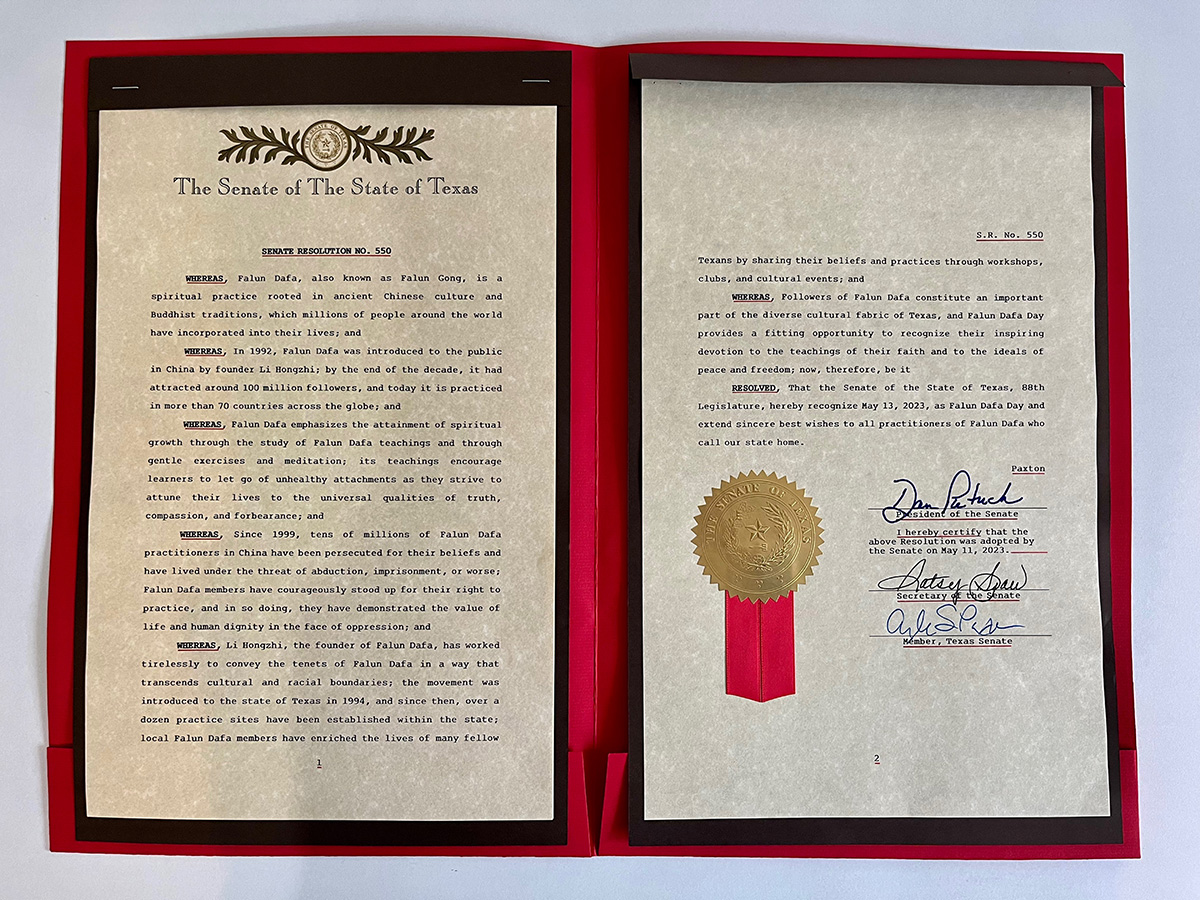 The Senate of The State of Texas
SENATE RESOLUTION NO. 550
WHEREAS, Falun Dafa, also known as Falun Gong, is a
spiritual practice rooted in ancient Chinese culture and
Buddhist traditions, which millions of people around the world
have incorporated into their lives; and
WHEREAS, In 1992, Falun Dafa was introduced to the public
in China by founder Li Hongzhi; by the end of the decade, it had
attracted around 100 million followers, and today it is practiced
in more than 70 countries across the globe; and
WHEREAS, Falun Dafa emphasizes the attainment of spiritual
growth through the study of Falun Dafa teachings and through
gentle exercises and meditation; its teachings encourage
learners to let go of unhealthy attachments as they strive to
attune their lives to the universal qualities of truth,
compassion, and forbearance; and
WHEREAS, Since 1999, tens of millions of Falun Dafa
practitioners in China have been persecuted for their beliefs and
have lived under the threat of abduction, imprisonment, or worse;
Falun Dafa members have courageously stood up for their right to
practice, and in so doing, they have demonstrated the value of
life and human dignity in the face of oppression; and
WHEREAS, Li Hongzhi, the founder of Falun Dafa, has worked
tirelessly to convey the tenets of Falun Dafa in a way that
transcends cultural and racial boundaries; the movement was
introduced to the state of Texas in 1994, and since then, over a
dozen practice sites have been established within the state;
local Falun Dafa members have enriched the lives of many fellow
1
S.R. No. 550
Texans by sharing their beliefs and practices through workshops,
clubs, and cultural events; and
WHEREAS, Followers of Falun Dafa constitute an important
part of the diverse cultural fabric of Texas, and Falun Dafa Day
provides a fitting opportunity to recognize their inspiring
devotion to the teachings of their faith and to the ideals of
peace and freedom; now, therefore, be it
RESOLVED, That the Senate of the State of Texas, 88th
Legislature, hereby recognize May 13, 2023, as Falun Dafa Day and
extend sincere best wishes to all practitioners of Falun Dafa who
call our state home.
Paxton
Dan Patrick
President of the Senate
I hereby certify that the
above Resolution was adopted by
the Senate on May 11, 2023.
Patsy Spaw
Secretary of the Senate
Member, Texas Senate
THE SENATE OF TEXAS
2